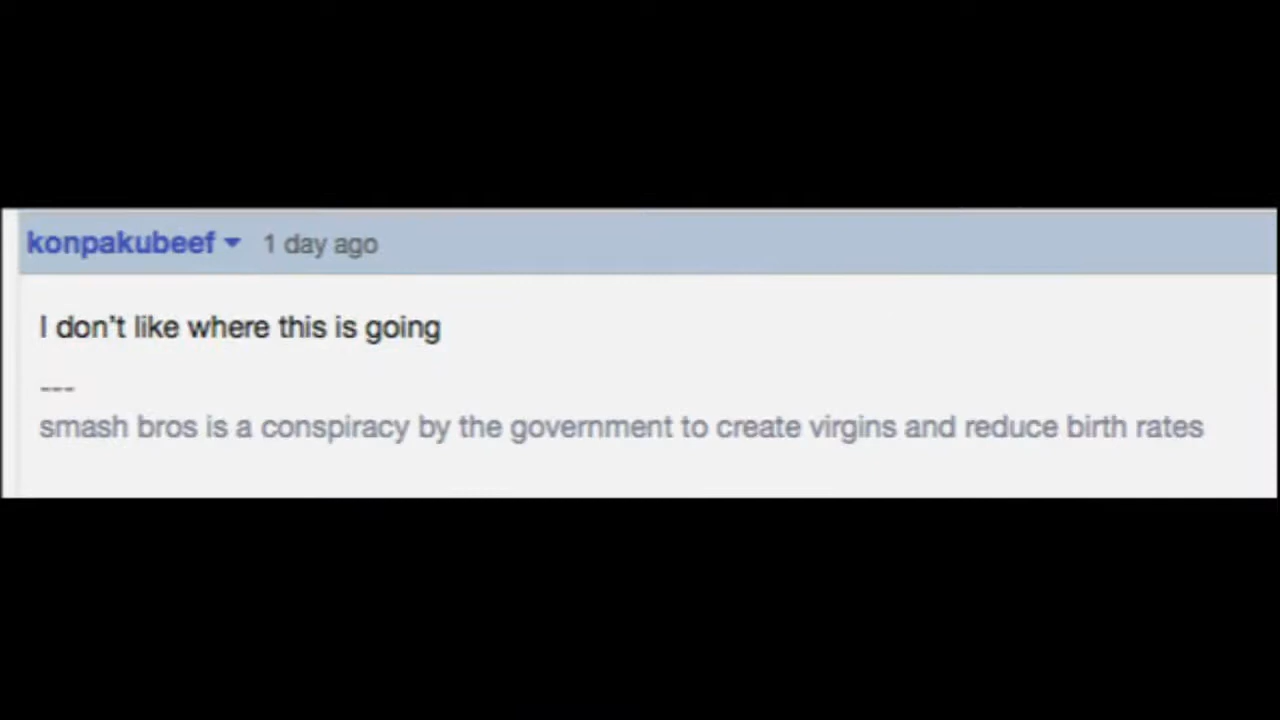 konpakubeef 1 day ago
I don't like where this is going
---
smash bros is a conspiracy by the government to create virgins and reduce birth rates